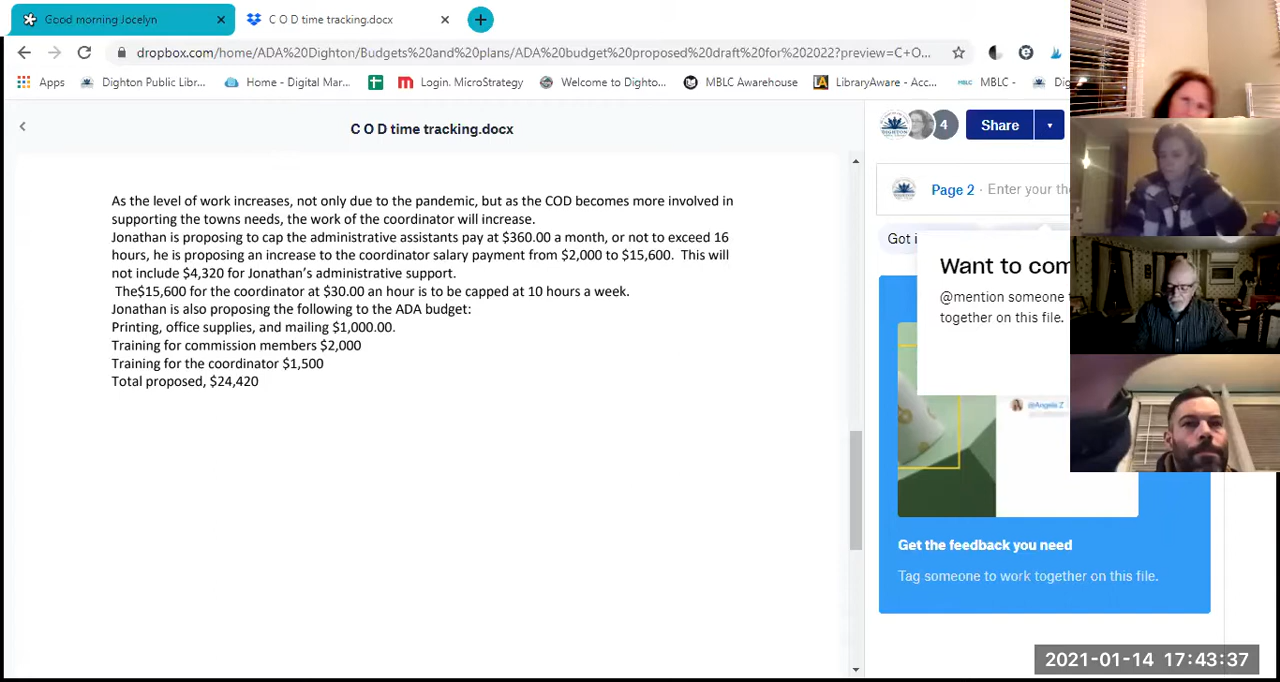 Good morning Jocelyn
C O D time tracking.docx
dropbox.com/home/ADA%20Dighton/Budgets%20and%20plans/ADA%20budget%20proposed%20draft%20for%202022?preview=C+O...
Apps
Dighton Public Libr...
Home - Digital Mar...
Login. MicroStrategy
Welcome to Dighto...
MBLC Awarehouse
LibraryAware - Acc...
MBLC
MBLC -
C O D time tracking.docx
4
Share
As the level of work increases, not only due to the pandemic, but as the COD becomes more involved in
supporting the towns needs, the work of the coordinator will increase.
Jonathan is proposing to cap the administrative assistants pay at $360.00 a month, or not to exceed 16
hours, he is proposing an increase to the coordinator salary payment from $2,000 to $15,600. This will
not include $4,320 for Jonathan's administrative support.
The$15,600 for the coordinator at $30.00 an hour is to be capped at 10 hours a week.
Jonathan is also proposing the following to the ADA budget:
Printing, office supplies, and mailing $1,000.00.
Training for commission members $2,000
Training for the coordinator $1,500
Total proposed, $24,420
Page 2 · Enter your th
Got i
Want to com
@mention someone t
together on this file.
@Angela Z
Get the feedback you need
Tag someone to work together on this file.
2021-01-14 17:43:37